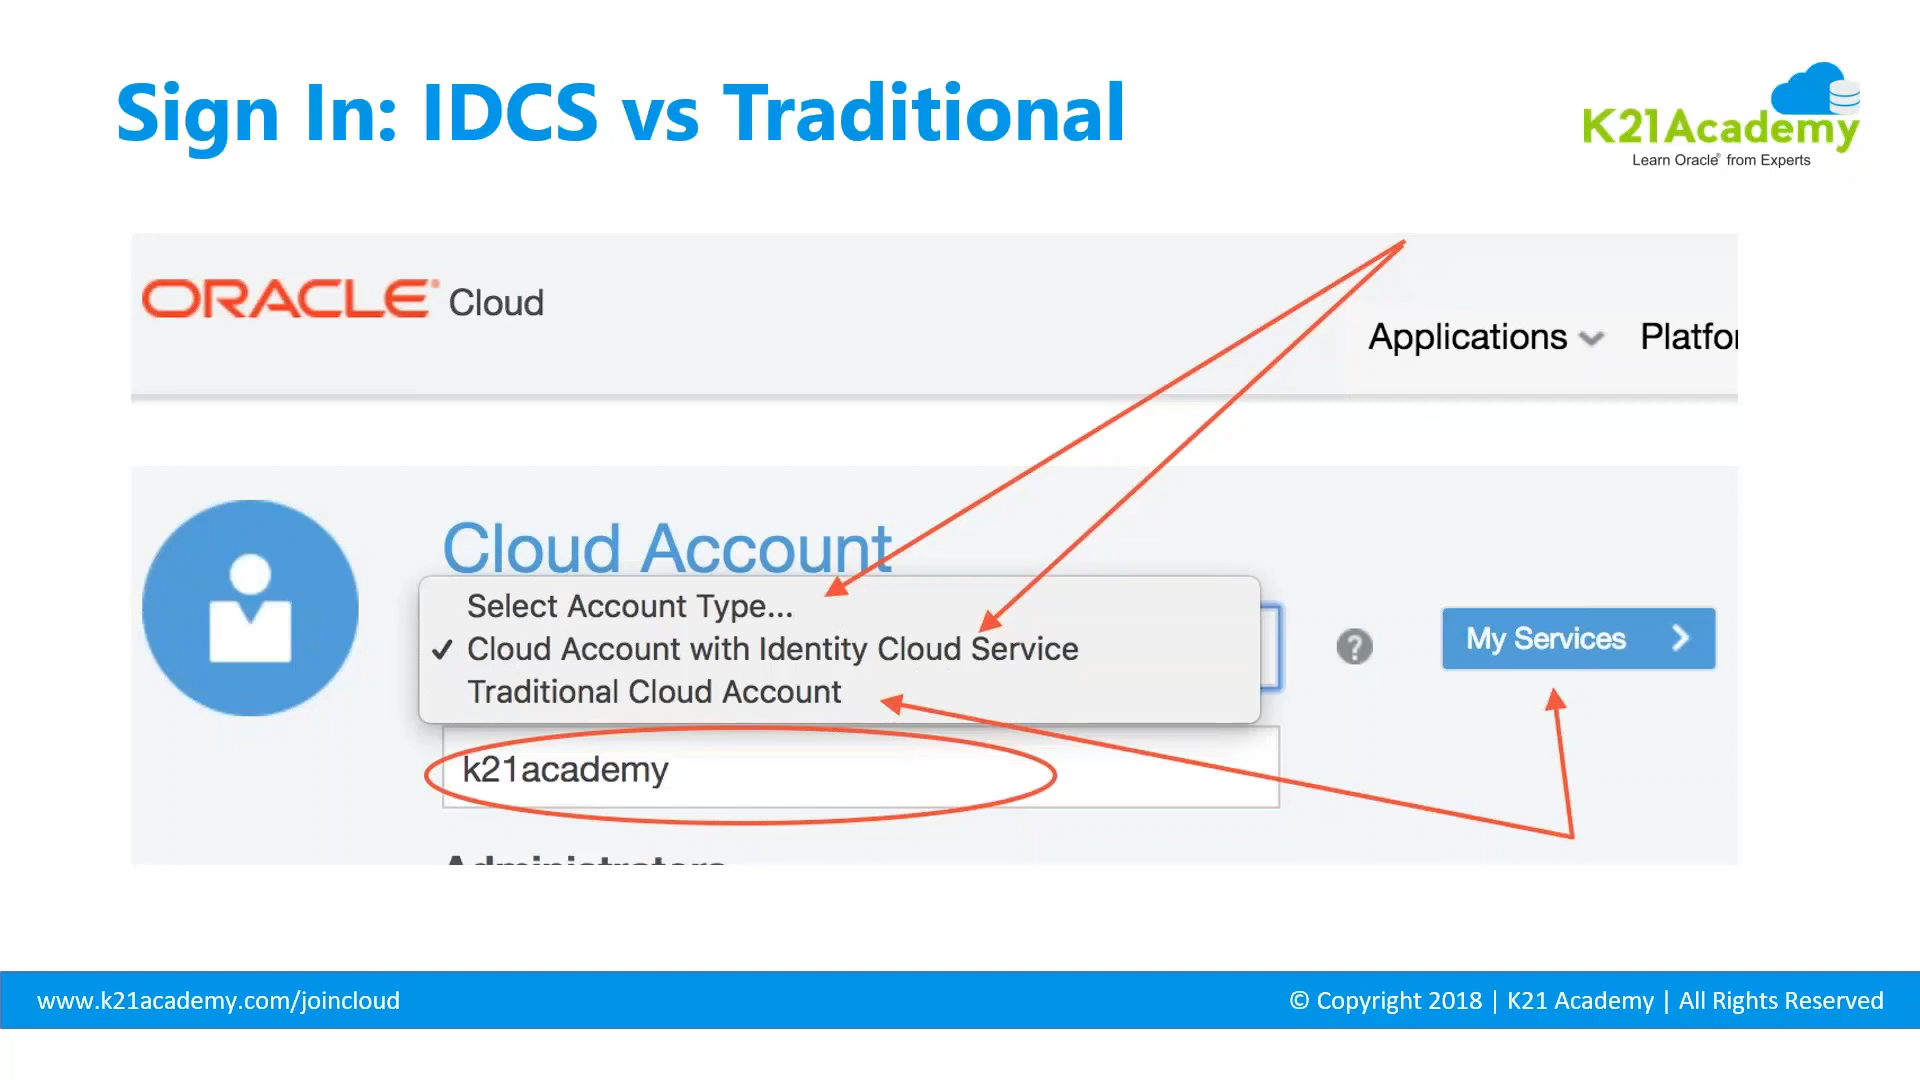 Sign In: IDCS vs Traditional
K21Academy
Learn Oracle® from Experts
ORACLE® Cloud
Applications
Platfor
Cloud Account
Select Account Type...
✓ Cloud Account with Identity Cloud Service
Traditional Cloud Account
?
My Services
k21academy
Administrators
www.k21academy.com/joincloud
© Copyright 2018 | K21 Academy | All Rights Reserved